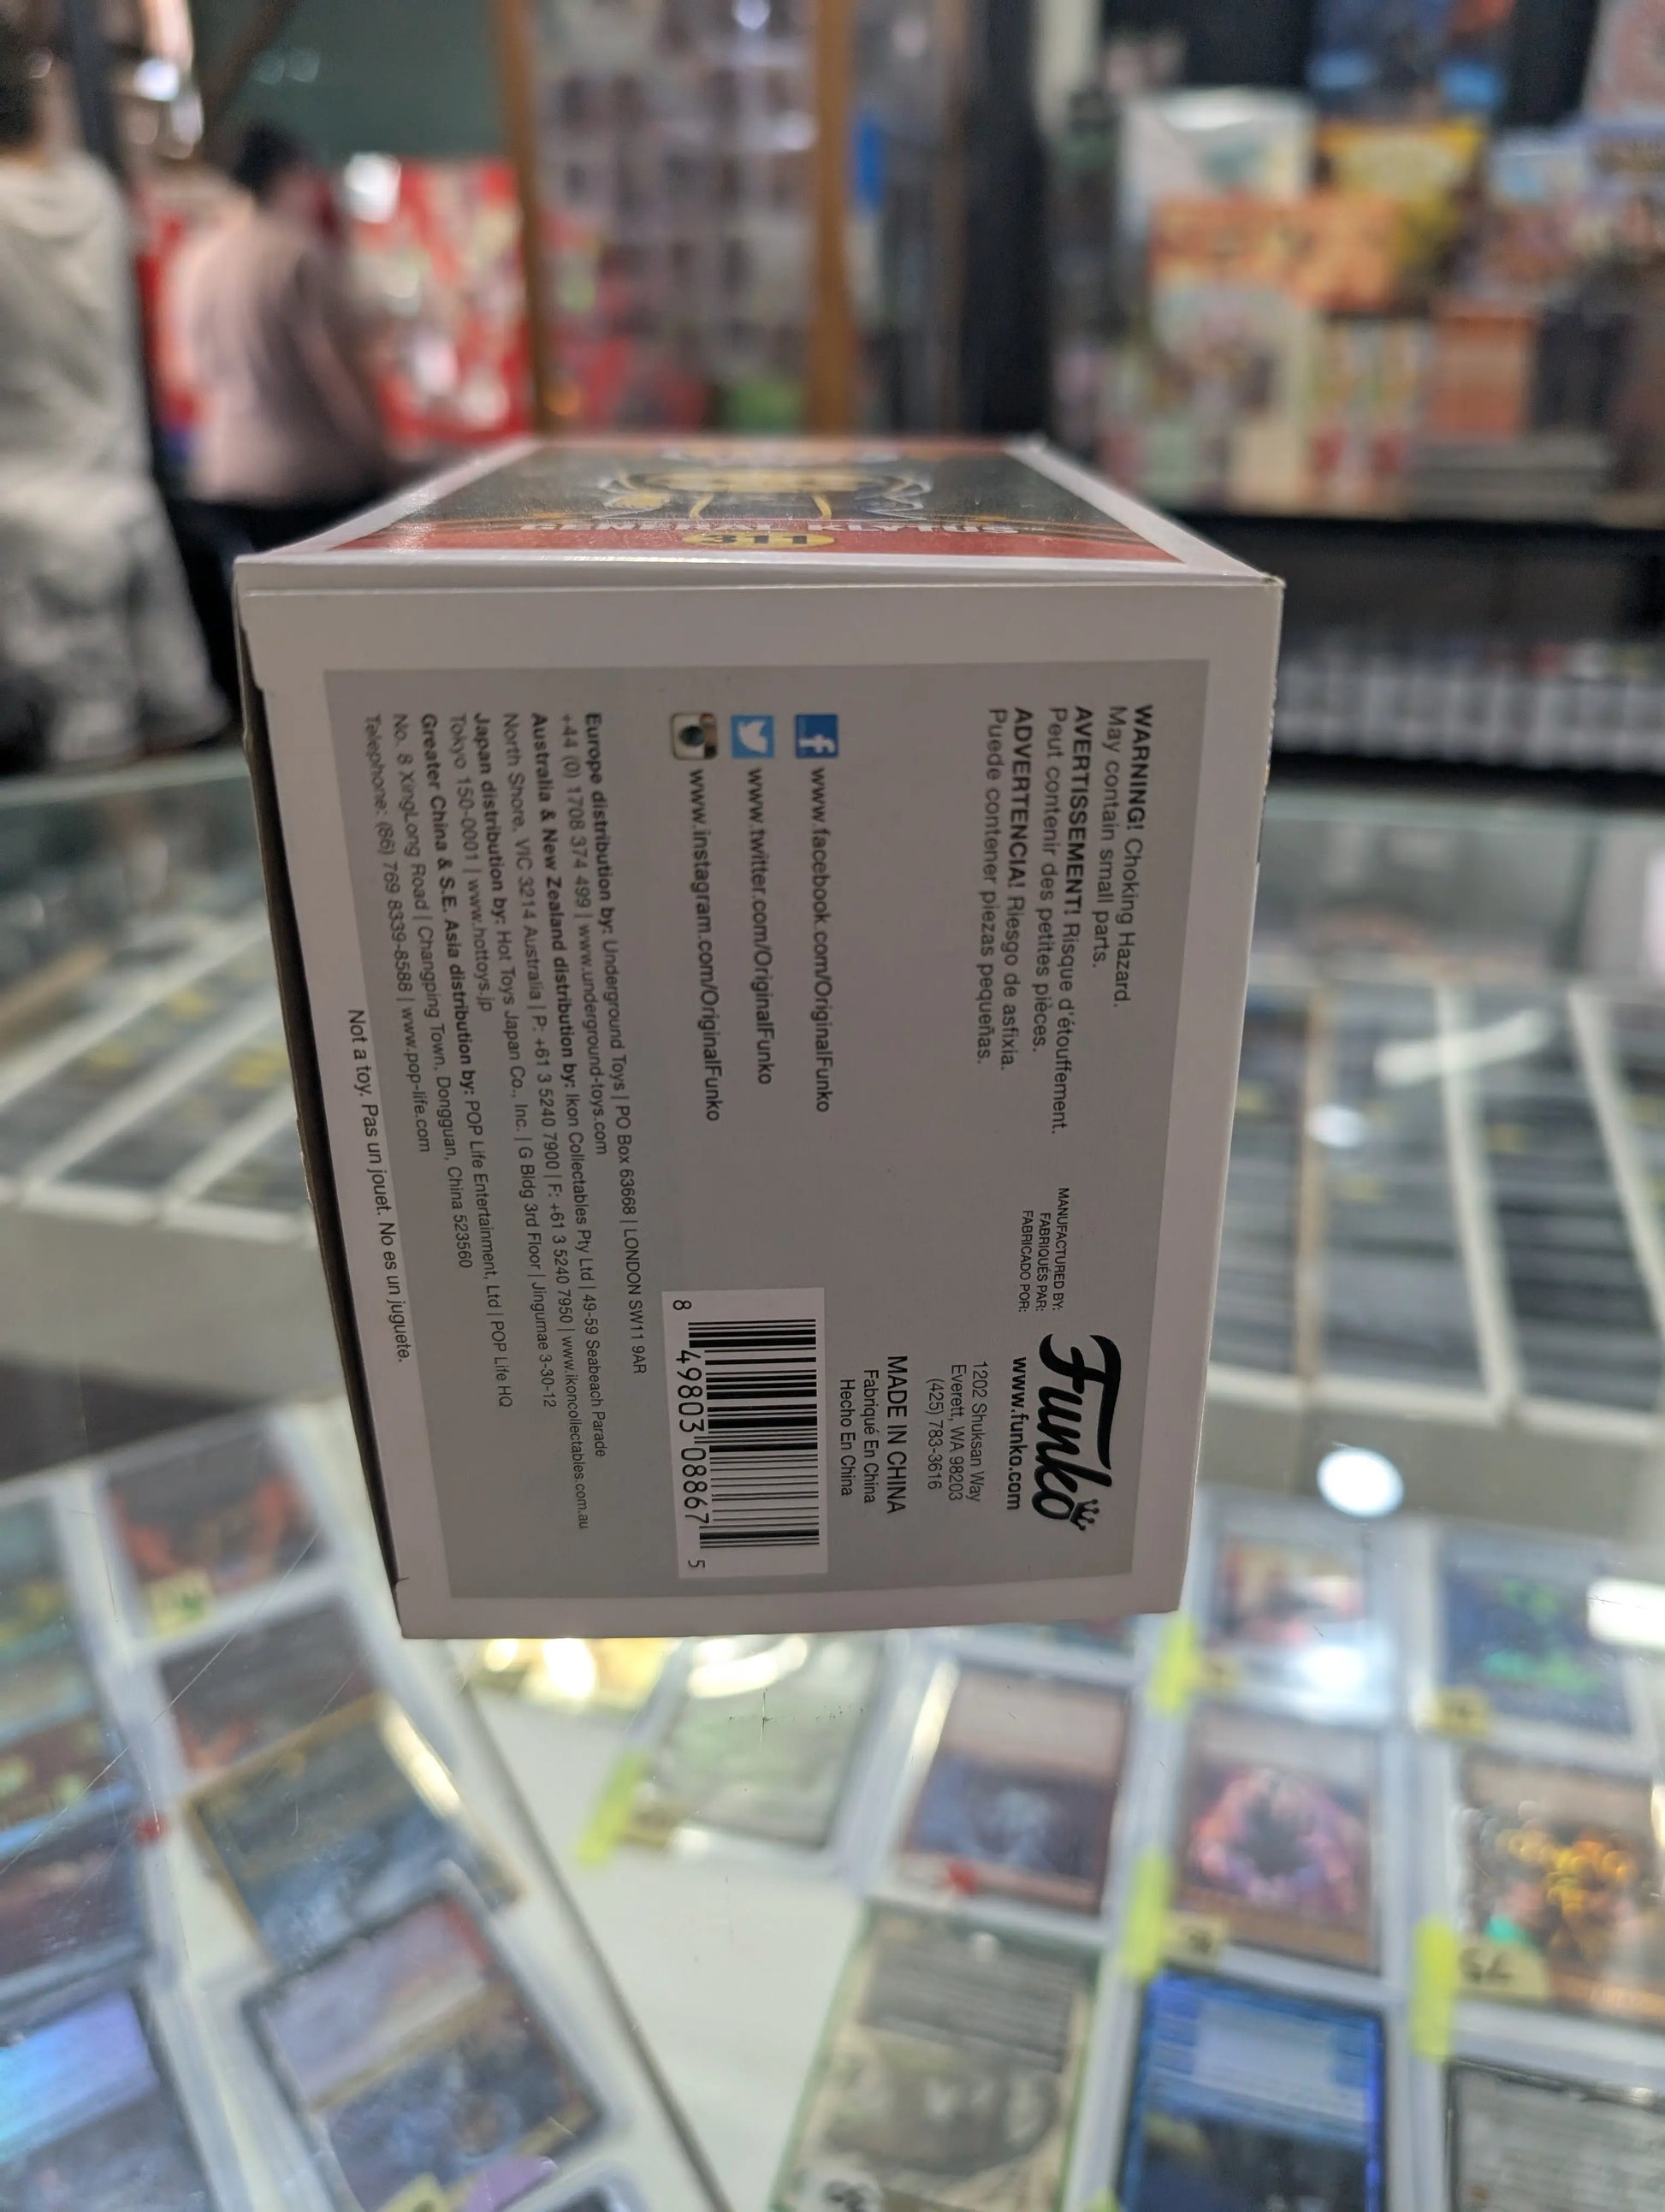 WARNING! Choking Hazard.
May contain small parts.
AVERTISSEMENT! Risque d'étouffement.
Peut contenir des petites pièces.
ADVERTENCIA! Riesgo de asfixia.
Puede contener piezas pequeñas.
MANUFACTURED BY:
FABRIQUÉS PAR:
FABRICADO POR:
Funko
www.funko.com
1202 Shuksan Way
Everett, WA 98203
(425) 783-3616
MADE IN CHINA
Fabriqué En China
Hecho En China
www.facebook.com/OriginalFunko
www.twitter.com/OriginalFunko
www.instagram.com/OriginalFunko
8 49803 08867 5
Europe distribution by: Underground Toys | PO Box 63668 | LONDON SW11 9AR
+44 (0) 1708 374 499 | www.underground-toys.com
Australia & New Zealand distribution by: Ikon Collectables Pty Ltd | 49-59 Seabeach Parade
North Shore, VIC 3214 Australia | P: +61 3 5240 7900 | F: +61 3 5240 7950 | www.ikoncollectables.com.au
Japan distribution by: Hot Toys Japan Co., Inc. | G Bldg 3rd Floor | Jingumae 3-30-12
Tokyo 150-0001 | www.hottoys.jp
Greater China & S.E. Asia distribution by: POP Life Entertainment, Ltd | POP Life HQ
No. 8 XingLong Road | Changping Town, Dongguan, China 523560
Telephone: (86) 769 8339-8588 | www.pop-life.com
Not a toy. Pas un jouet. No es un juguete.
GENERAL KLYTUS
311